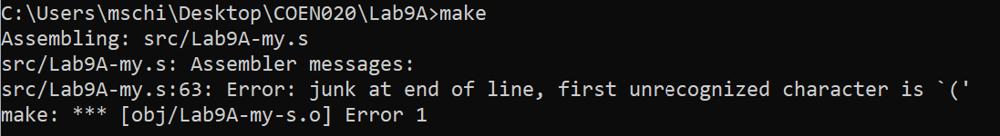 C:\Users\mschi\Desktop\COEN020\Lab9A>make
Assembling: src/Lab9A-my.s
src/Lab9A-my.s: Assembler messages:
src/Lab9A-my.s:63: Error: junk at end of line, first unrecognized character is `('
make: *** [obj/Lab9A-my-s.o] Error 1